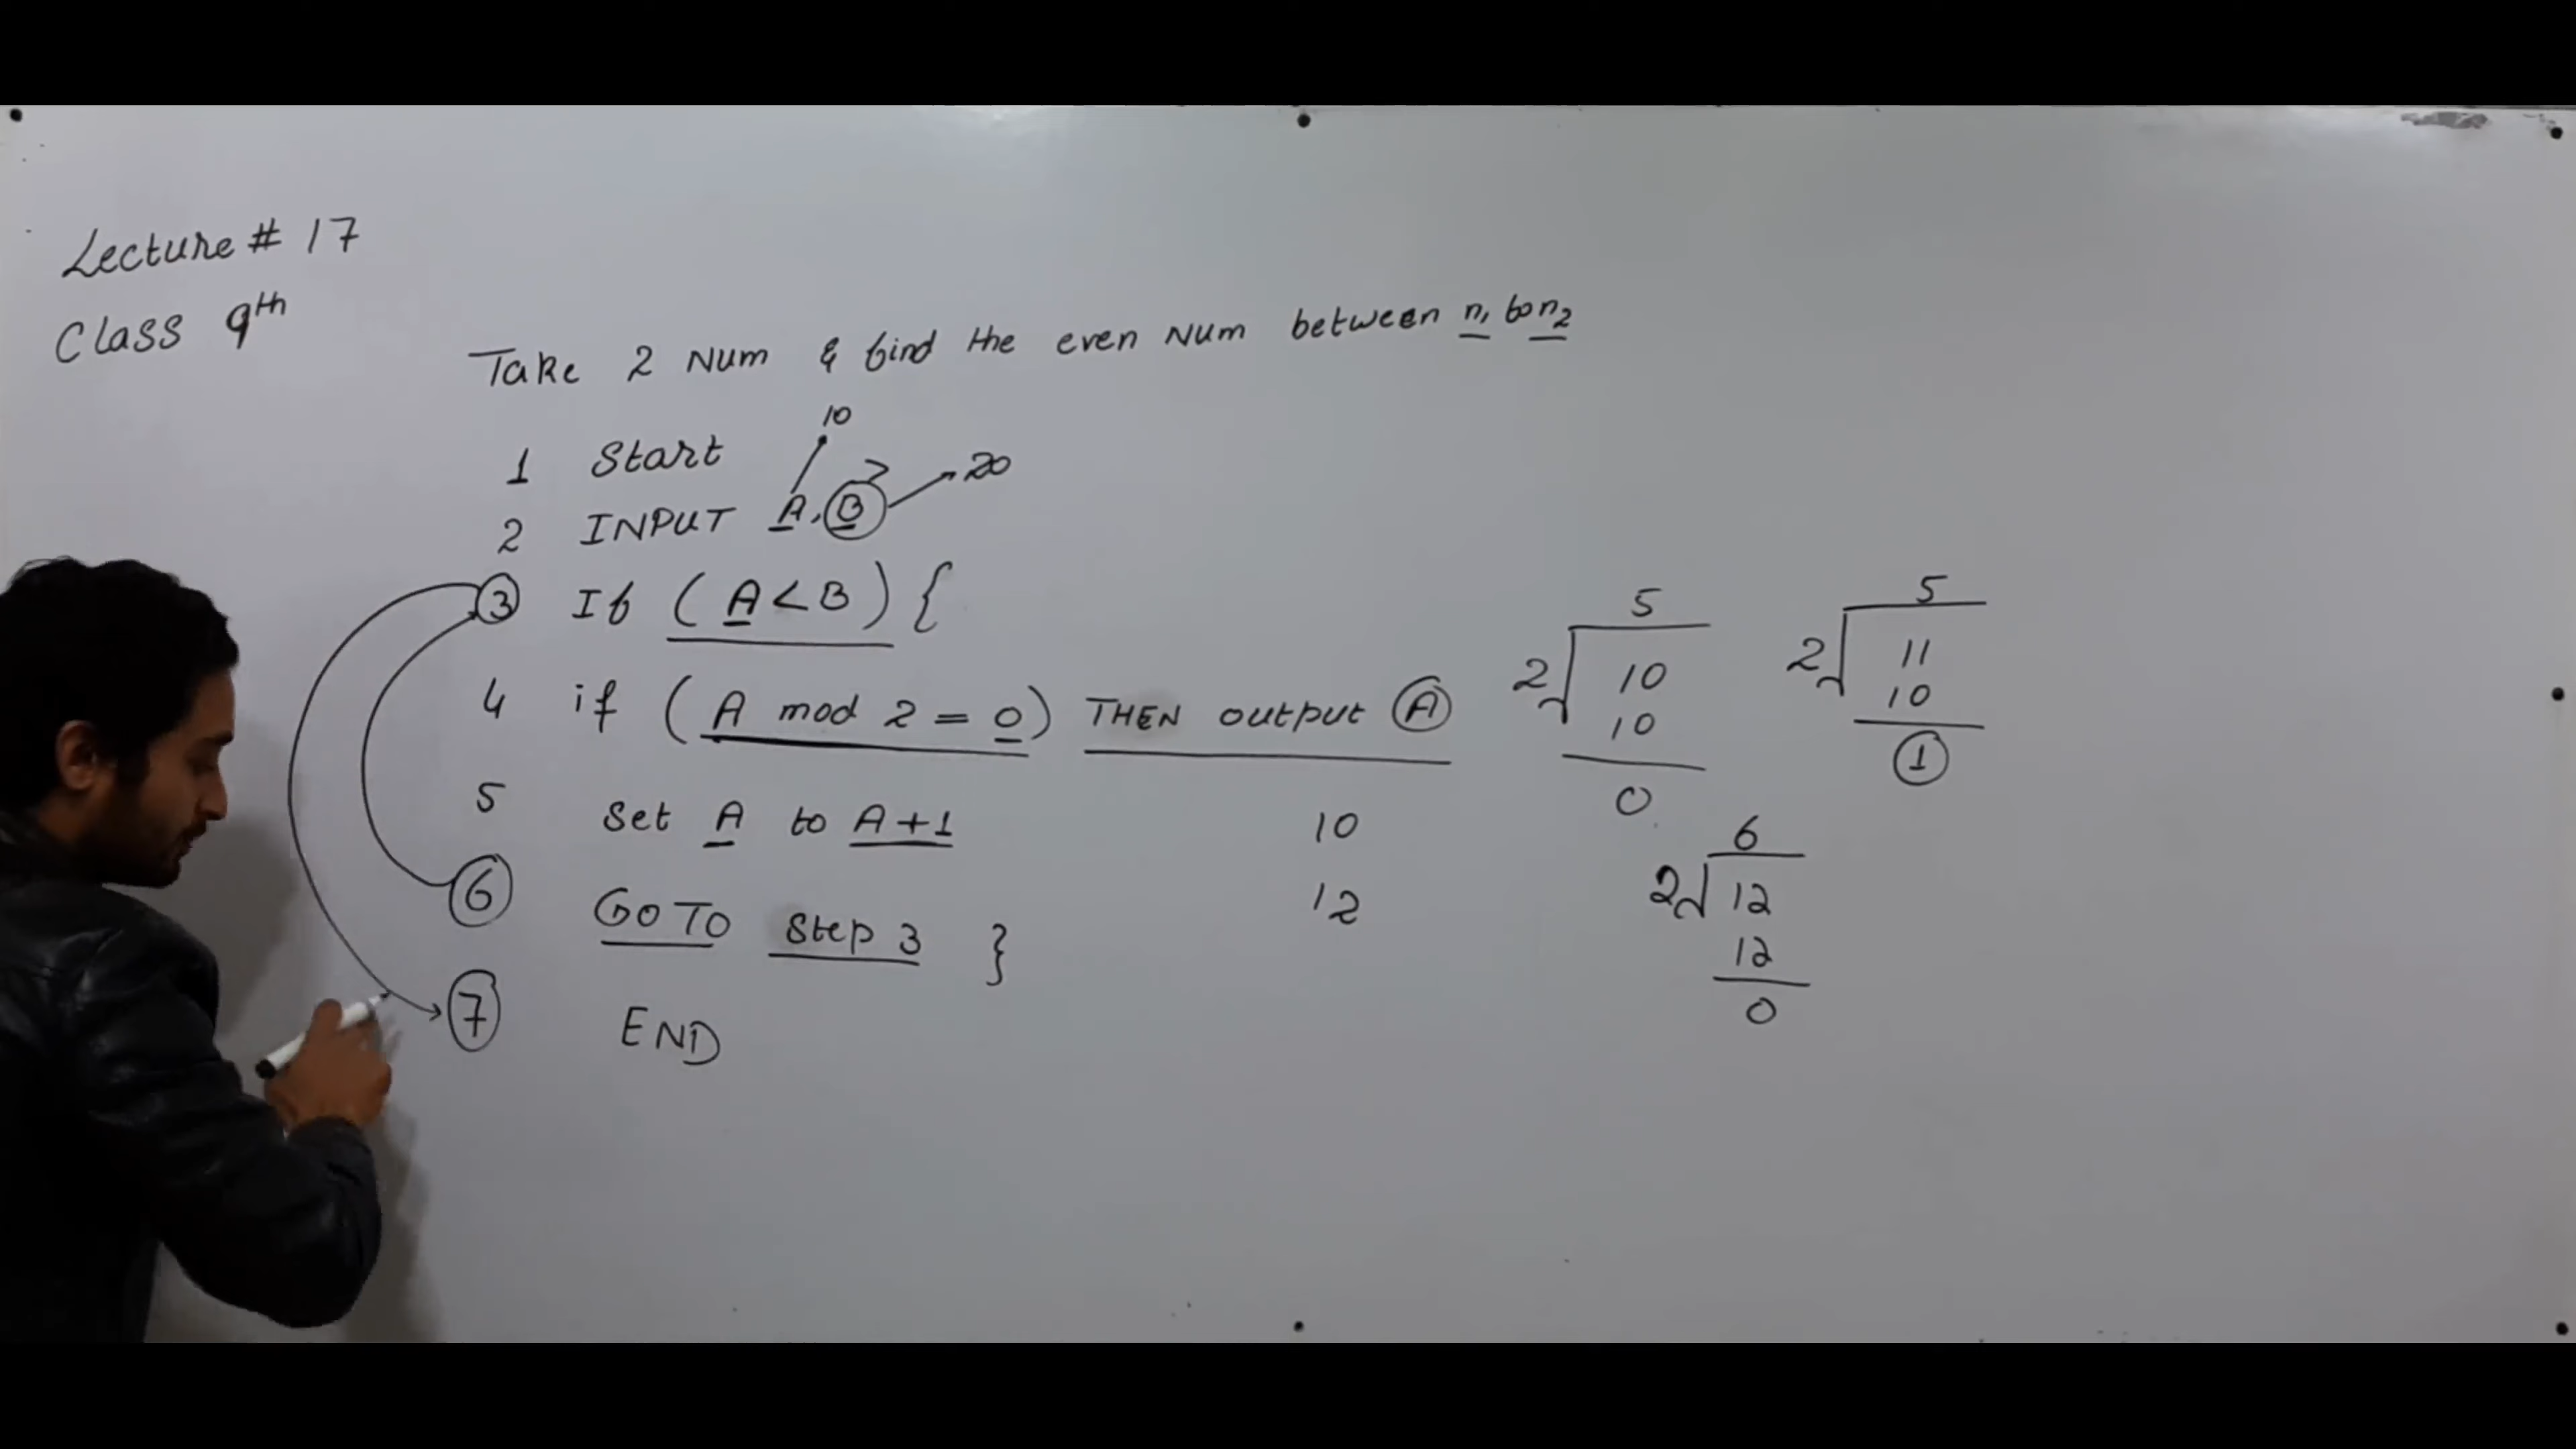 Lecture # 17
Class 9th
Take 2 Num & find the even Num between n1 to n2
10
1 Start
20
2 INPUT A, B
3 If (A<B) {
4 if (A mod 2 = 0) THEN output A
5 Set A to A+1
6 GO TO Step 3 }
7 END
10
12
5
2 10
10
0
5
2 11
10
1
6
2 12
12
0